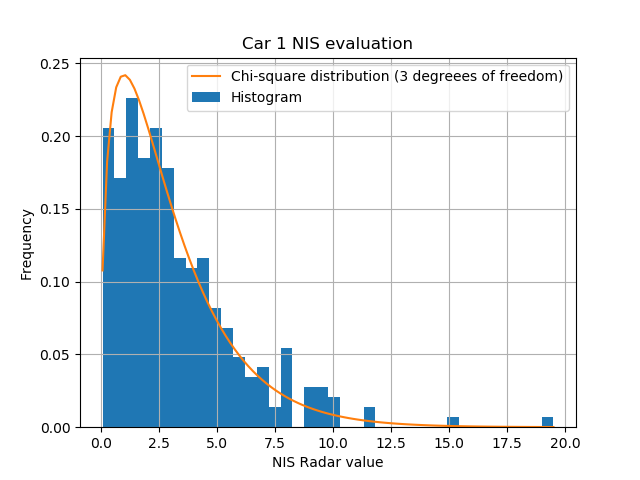 Car 1 NIS evaluation
Chi-square distribution (3 degreees of freedom)
Histogram
Frequency
0.25
0.20
0.15
0.10
0.05
0.00
0.0 2.5 5.0 7.5 10.0 12.5 15.0 17.5 20.0
NIS Radar value